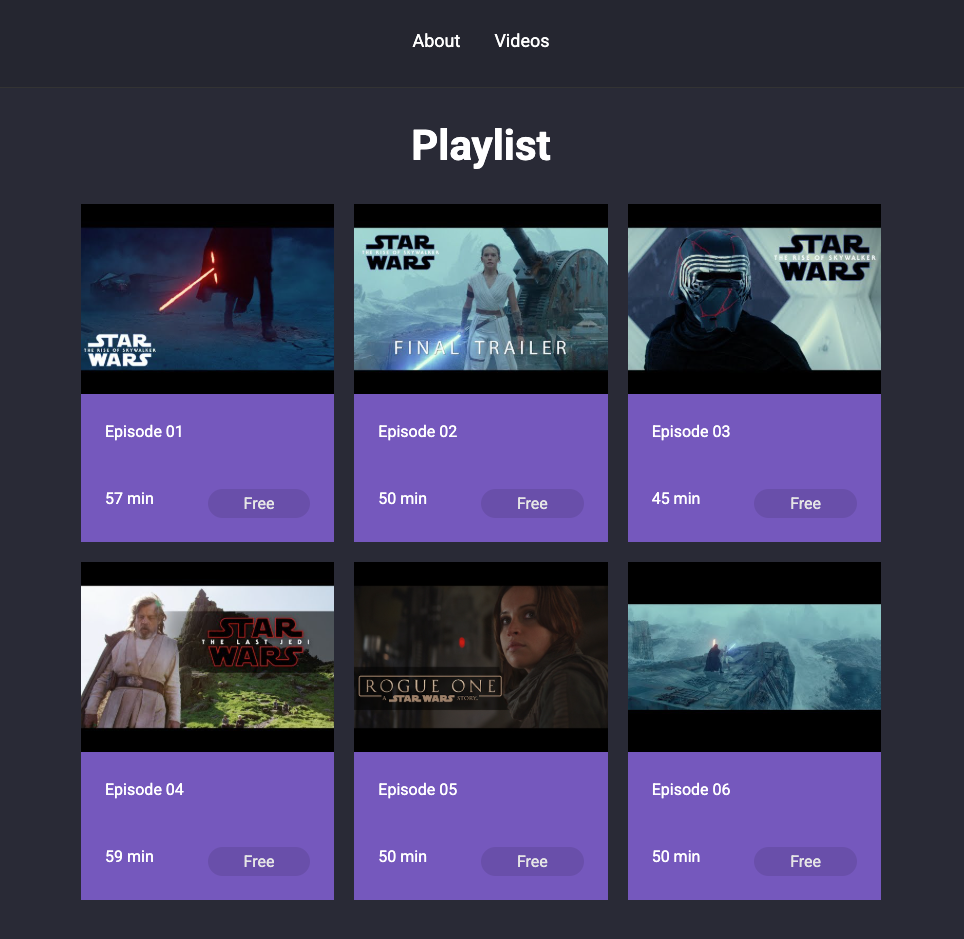 About Videos
Playlist
STAR
THE RISE OF SKYWALKER
WARS
STAR
THE RISE OF SKYWALKER
WARS
FINAL TRAILER
STAR
THE RISE OF SKYWALKER
WARS
Episode 01
57 min Free
Episode 02
50 min Free
Episode 03
45 min Free
STAR
THE LAST JEDI
WARS
ROGUE ONE
A STAR WARS STORY
Episode 04
59 min Free
Episode 05
50 min Free
Episode 06
50 min Free